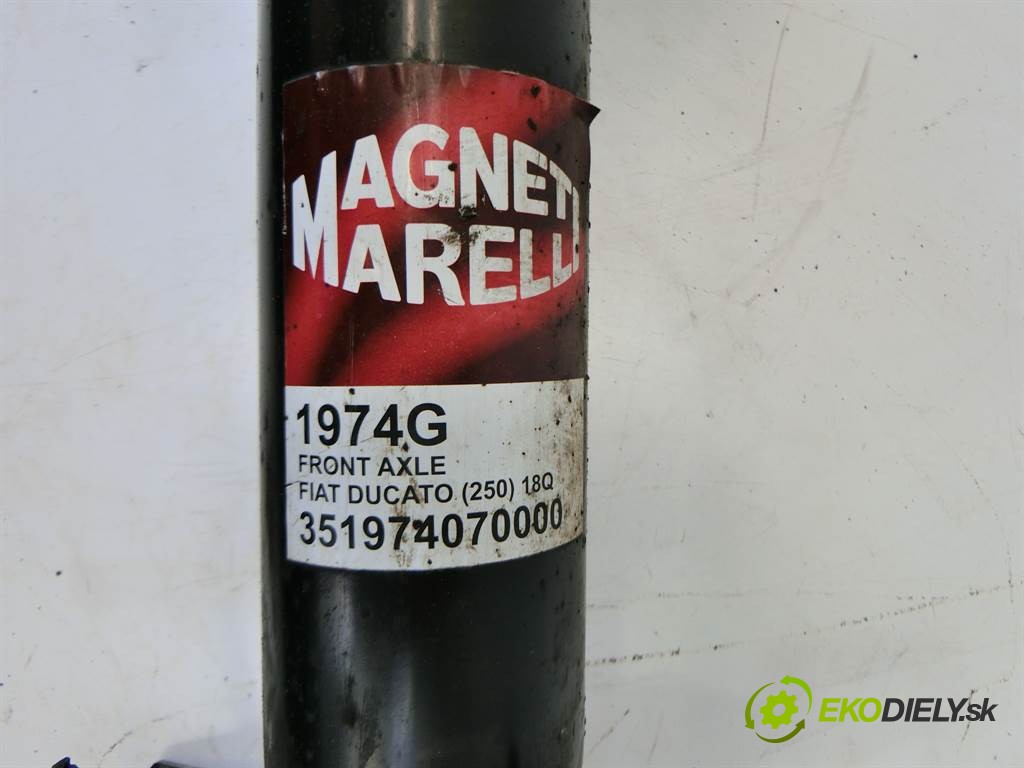 MAGNETI
MARELLI
1974G
FRONT AXLE
FIAT DUCATO (250) 18Q
351974070000
EKODIELY.sk